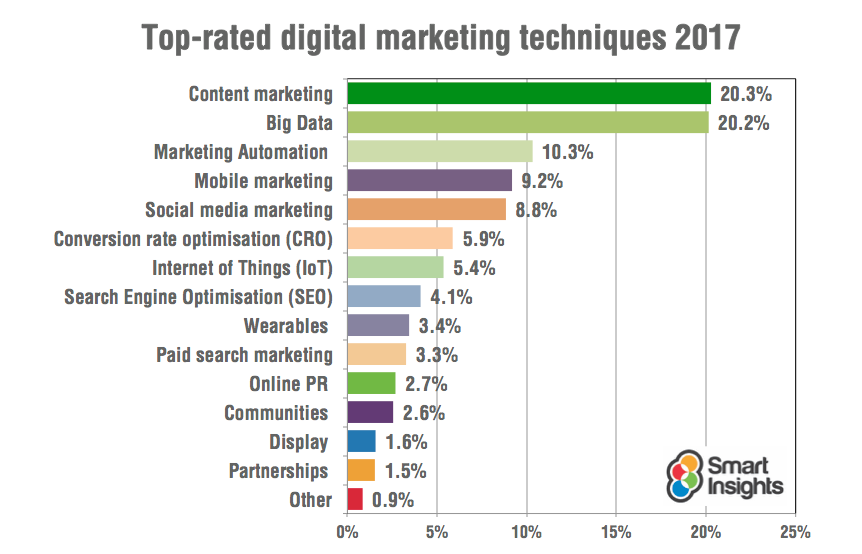 Top-rated digital marketing techniques 2017
Content marketing 20.3%
Big Data 20.2%
Marketing Automation 10.3%
Mobile marketing 9.2%
Social media marketing 8.8%
Conversion rate optimisation (CRO) 5.9%
Internet of Things (IoT) 5.4%
Search Engine Optimisation (SEO) 4.1%
Wearables 3.4%
Paid search marketing 3.3%
Online PR 2.7%
Communities 2.6%
Display 1.6%
Partnerships 1.5%
Other 0.9%
Smart
Insights
0% 5% 10% 15% 20% 25%